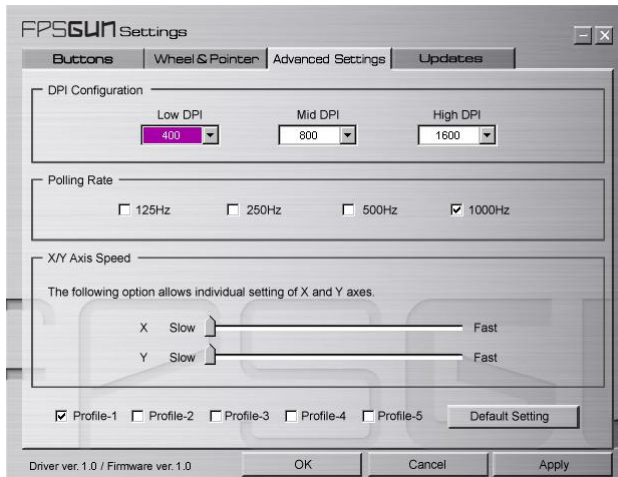 FPSGUN Settings
Buttons Wheel & Pointer Advanced Settings Updates
DPI Configuration
Low DPI Mid DPI High DPI
400 800 1600
Polling Rate
125Hz 250Hz 500Hz 1000Hz
X/Y Axis Speed
The following option allows individual setting of X and Y axes.
X Slow Fast
Y Slow Fast
Profile-1 Profile-2 Profile-3 Profile-4 Profile-5 Default Setting
Driver ver. 1.0 / Firmware ver. 1.0 OK Cancel Apply
FPSGUN